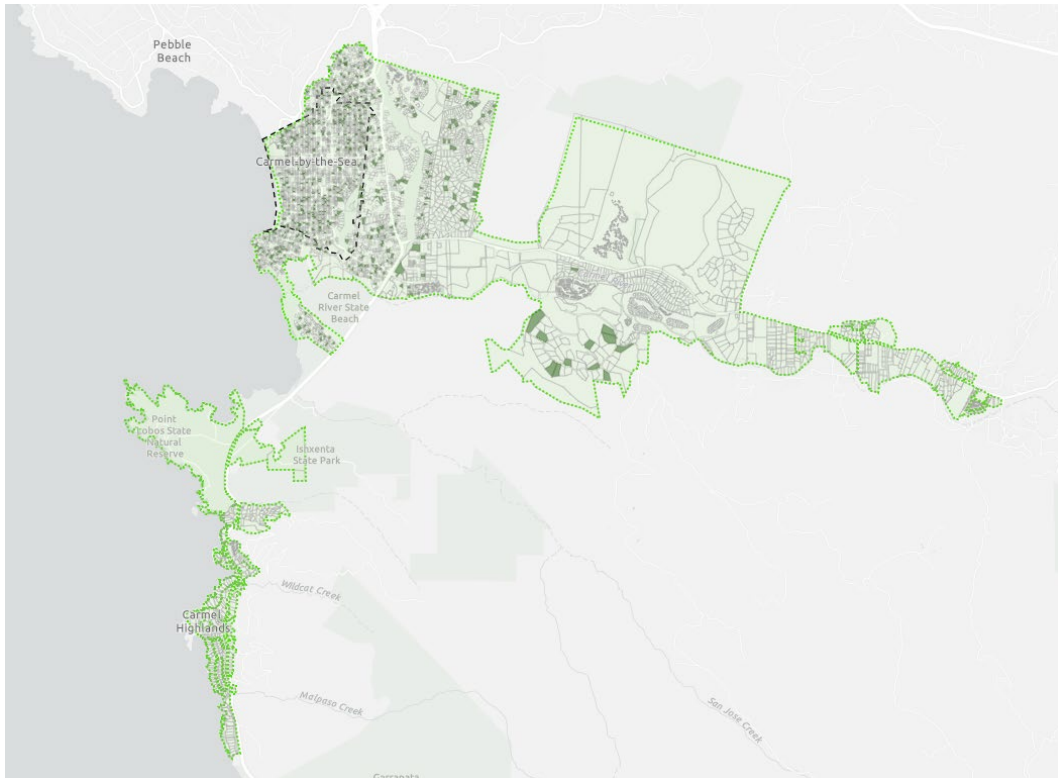 Pebble
Beach
Carmel-by-the-Sea
Carmel
River State
Beach
Point
Lobos State
Natural
Reserve
Ishxenta
State Park
Wildcat Creek
Carmel
Highlands
Malpaso Creek
San Jose Creek
Garrapata